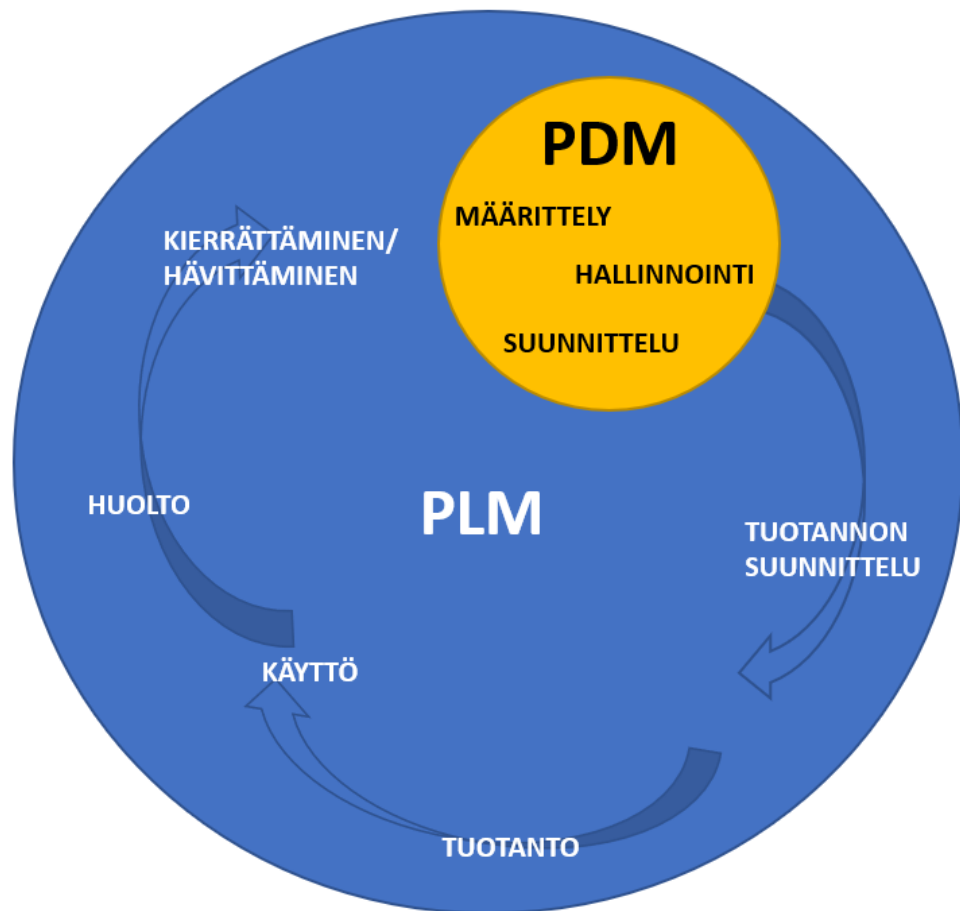 PDM
MÄÄRITTELY
HALLINNOINTI
SUUNNITTELU
KIERRÄTTÄMINEN/
HÄVITTÄMINEN
PLM
HUOLTO
TUOTANNON
SUUNNITTELU
KÄYTTÖ
TUOTANTO